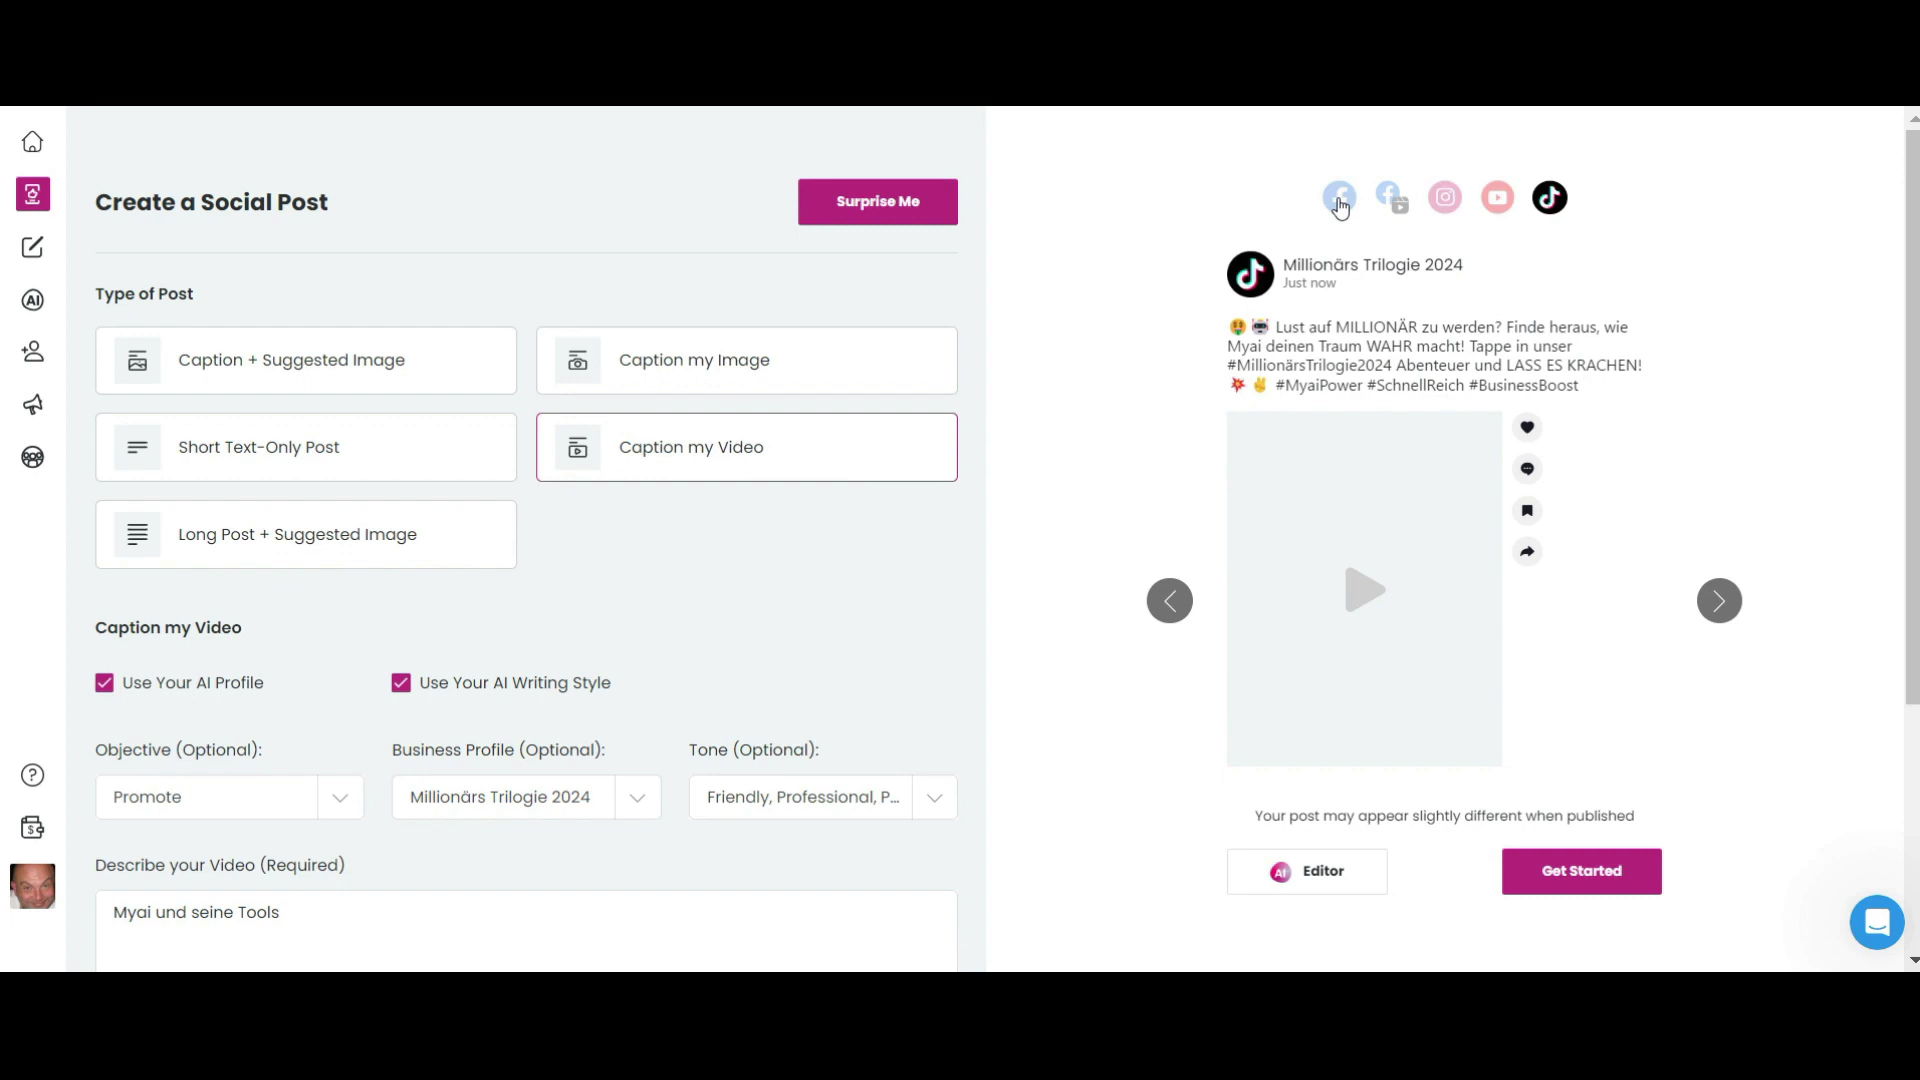 Create a Social Post
Surprise Me
Type of Post
Caption + Suggested Image
Caption my Image
Short Text-Only Post
Caption my Video
Long Post + Suggested Image
Caption my Video
Use Your AI Profile
Use Your AI Writing Style
Objective (Optional):
Business Profile (Optional):
Tone (Optional):
Promote
Millionärs Trilogie 2024
Friendly, Professional, P...
Describe your Video (Required)
Myai und seine Tools
Millionärs Trilogie 2024
Just now
🤑🤖 Lust auf MILLIONÄR zu werden? Finde heraus, wie
Myai deinen Traum WAHR macht! Tappe in unser
#MillionärsTrilogie2024 Abenteuer und LASS ES KRACHEN!
💥✌️ #MyaiPower #SchnellReich #BusinessBoost
Your post may appear slightly different when published
AI Editor
Get Started
AI